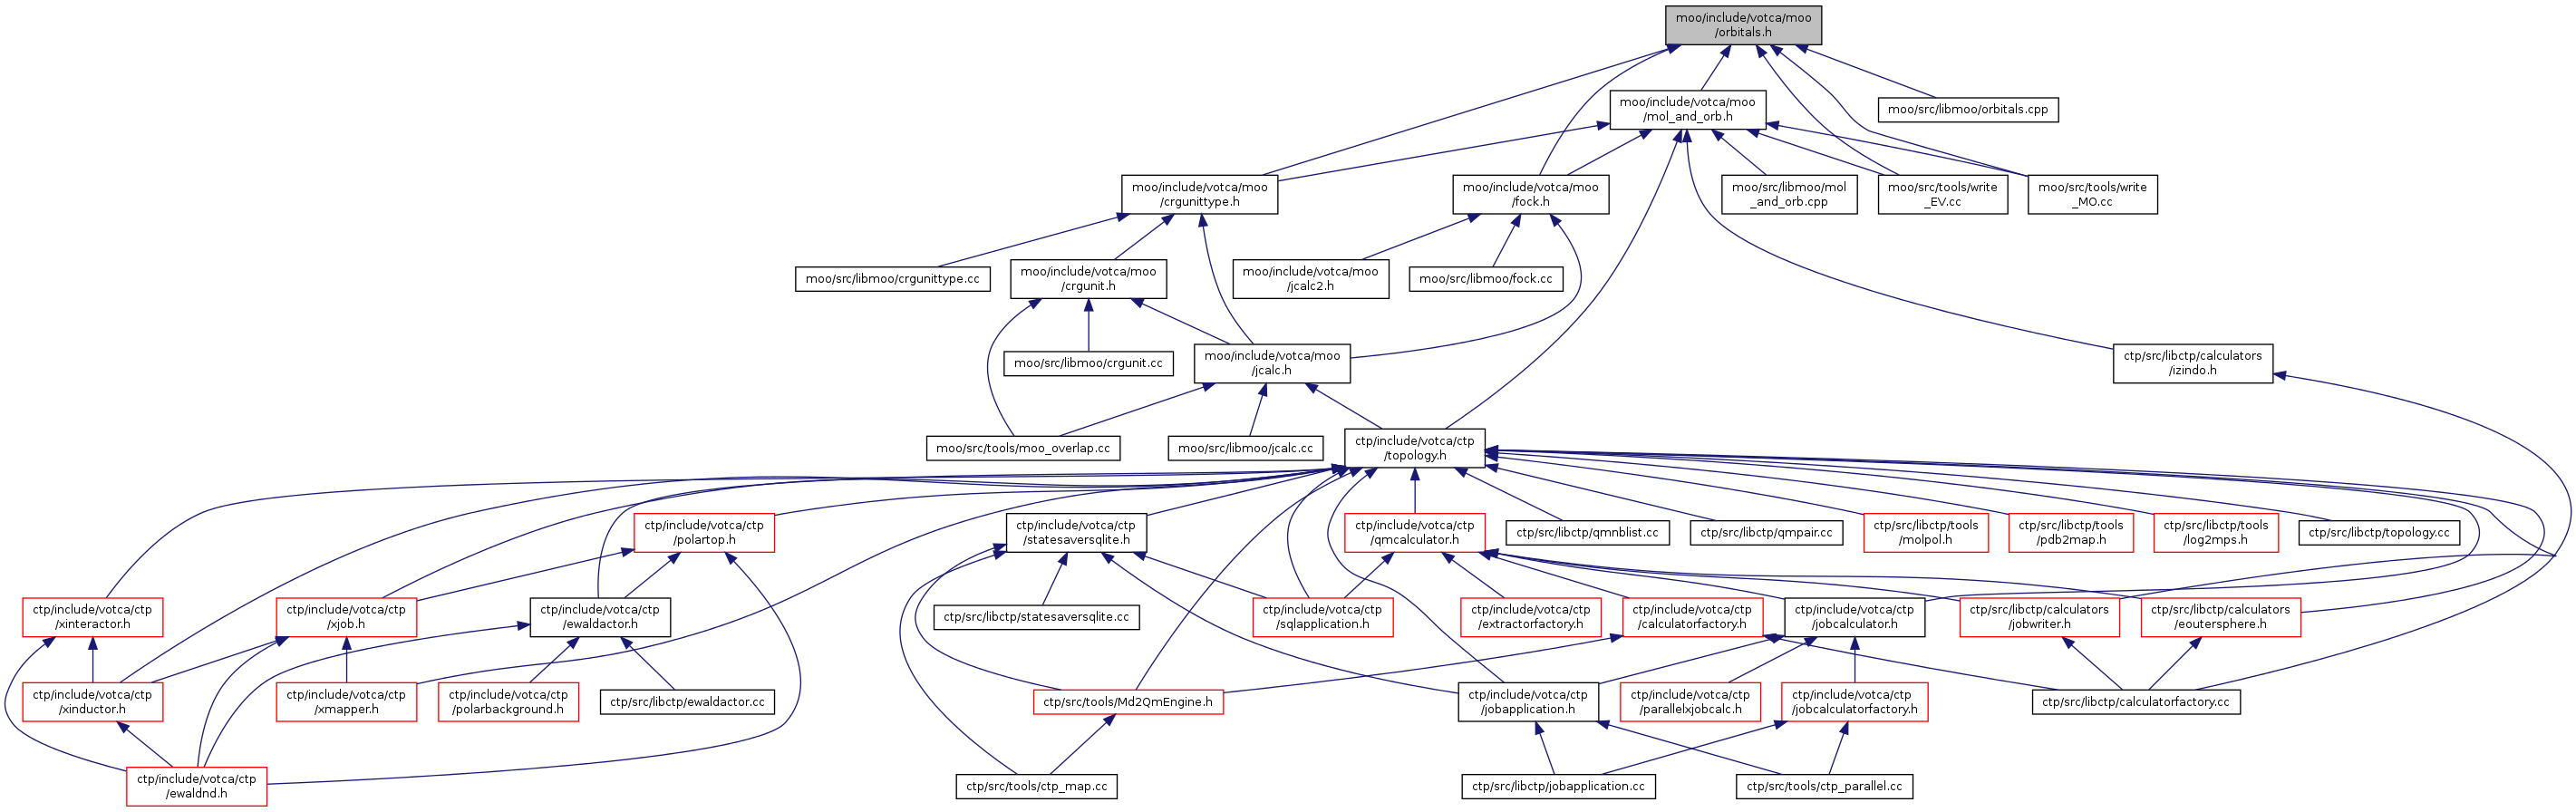 moo/include/votca/moo
/orbitals.h
moo/include/votca/moo
/mol_and_orb.h
moo/src/libmoo/orbitals.cpp
moo/include/votca/moo
/crgunittype.h
moo/include/votca/moo
/fock.h
moo/src/libmoo/mol
_and_orb.cpp
moo/src/tools/write
_EV.cc
moo/src/tools/write
_MO.cc
moo/src/libmoo/crgunittype.cc
moo/include/votca/moo
/crgunit.h
moo/include/votca/moo
/jcalc2.h
moo/src/libmoo/fock.cc
moo/src/libmoo/crgunit.cc
moo/include/votca/moo
/jcalc.h
ctp/src/libctp/calculators
/izindo.h
moo/src/tools/moo_overlap.cc
moo/src/libmoo/jcalc.cc
ctp/include/votca/ctp
/topology.h
ctp/include/votca/ctp
/polartop.h
ctp/include/votca/ctp
/statesaversqlite.h
ctp/include/votca/ctp
/qmcalculator.h
ctp/src/libctp/qmnblist.cc
ctp/src/libctp/qmpair.cc
ctp/src/libctp/tools
/molpol.h
ctp/src/libctp/tools
/pdb2map.h
ctp/src/libctp/tools
/log2mps.h
ctp/src/libctp/topology.cc
ctp/include/votca/ctp
/xinteractor.h
ctp/include/votca/ctp
/xjob.h
ctp/include/votca/ctp
/ewaldactor.h
ctp/src/libctp/statesaversqlite.cc
ctp/include/votca/ctp
/sqlapplication.h
ctp/include/votca/ctp
/extractorfactory.h
ctp/include/votca/ctp
/calculatorfactory.h
ctp/include/votca/ctp
/jobcalculator.h
ctp/src/libctp/calculators
/jobwriter.h
ctp/src/libctp/calculators
/eoutersphere.h
ctp/include/votca/ctp
/xinductor.h
ctp/include/votca/ctp
/xmapper.h
ctp/include/votca/ctp
/polarbackground.h
ctp/src/libctp/ewaldactor.cc
ctp/src/tools/Md2QmEngine.h
ctp/include/votca/ctp
/jobapplication.h
ctp/include/votca/ctp
/parallelxjobcalc.h
ctp/include/votca/ctp
/jobcalculatorfactory.h
ctp/src/libctp/calculatorfactory.cc
ctp/include/votca/ctp
/ewaldnd.h
ctp/src/tools/ctp_map.cc
ctp/src/libctp/jobapplication.cc
ctp/src/tools/ctp_parallel.cc